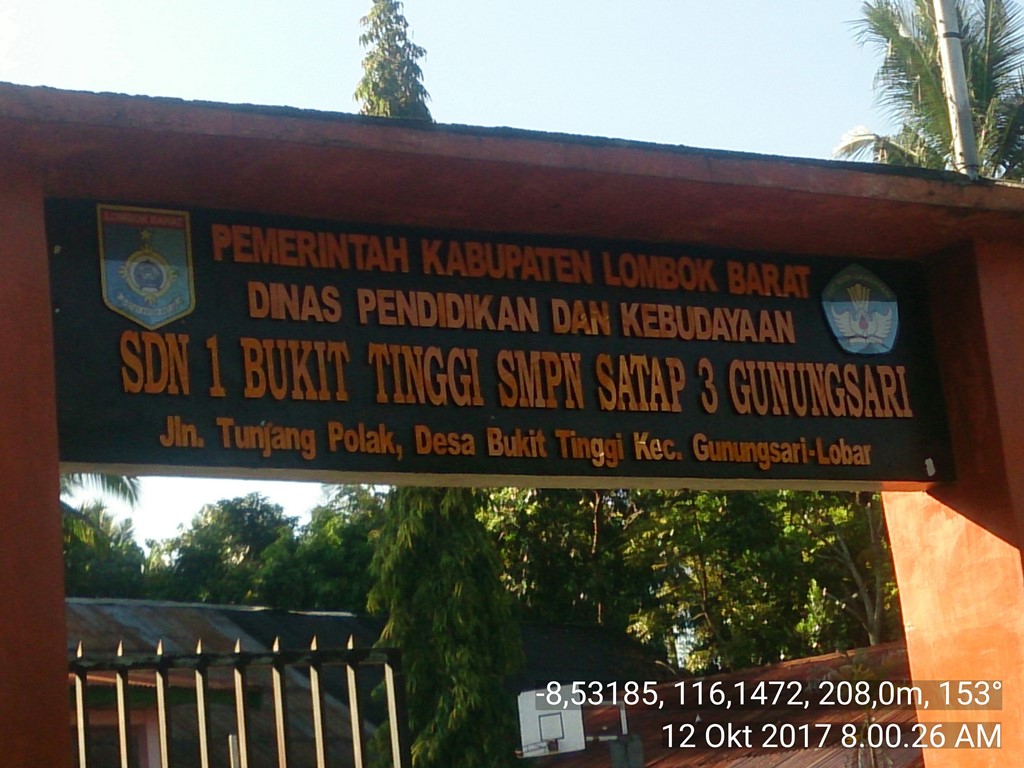 LOMBOK BARAT
PEMERINTAH KABUPATEN LOMBOK BARAT
DINAS PENDIDIKAN DAN KEBUDAYAAN
SDN 1 BUKIT TINGGI SMPN SATAP 3 GUNUNGSARI
Jln. Tunjang Polak, Desa Bukit Tinggi Kec. Gunungsari-Lobar
-8,53185, 116,1472, 208,0m, 153°
12 Okt 2017 8.00.26 AM